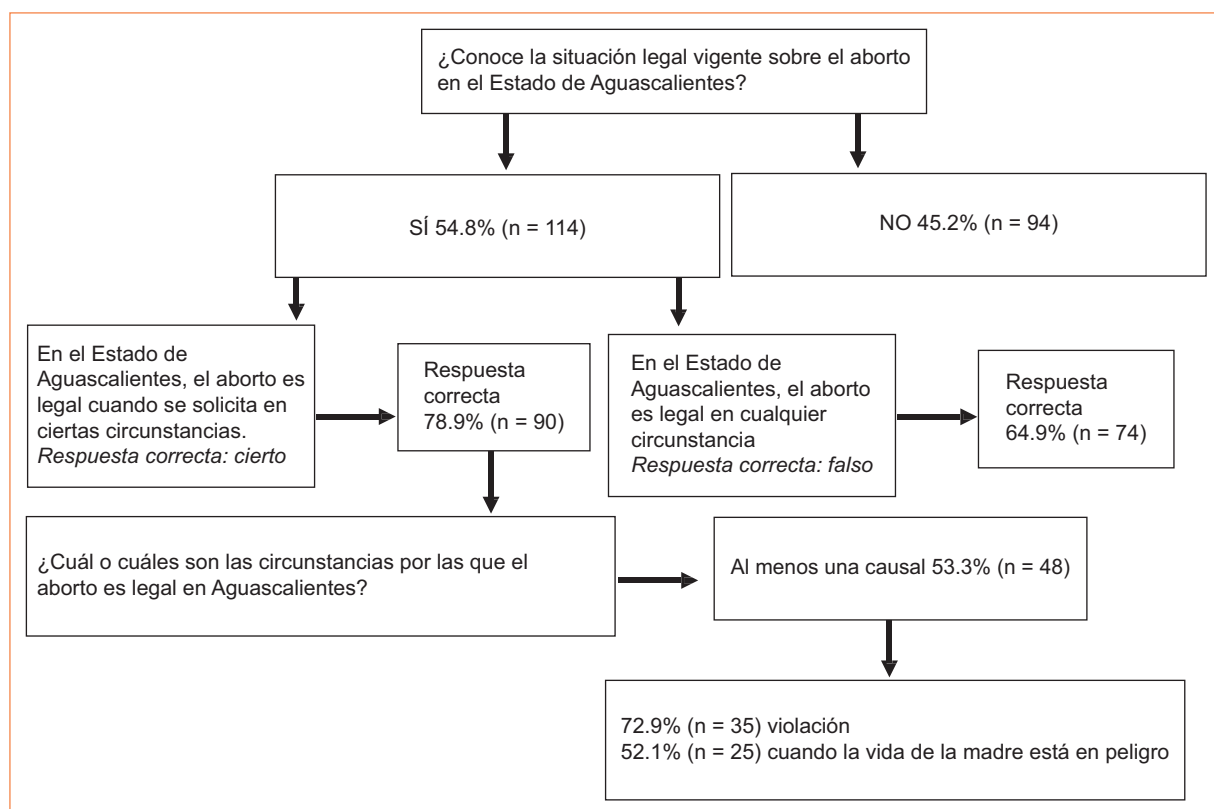 ¿Conoce la situación legal vigente sobre el aborto
en el Estado de Aguascalientes?
SÍ 54.8% (n = 114)
NO 45.2% (n = 94)
En el Estado de
Aguascalientes, el aborto es
legal cuando se solicita en
ciertas circunstancias.
Respuesta correcta: cierto
Respuesta
correcta
78.9% (n = 90)
En el Estado de
Aguascalientes, el aborto
es legal en cualquier
circunstancia
Respuesta correcta: falso
Respuesta
correcta
64.9% (n = 74)
¿Cuál o cuáles son las circunstancias por las que el
aborto es legal en Aguascalientes?
Al menos una causal 53.3% (n = 48)
72.9% (n = 35) violación
52.1% (n = 25) cuando la vida de la madre está en peligro